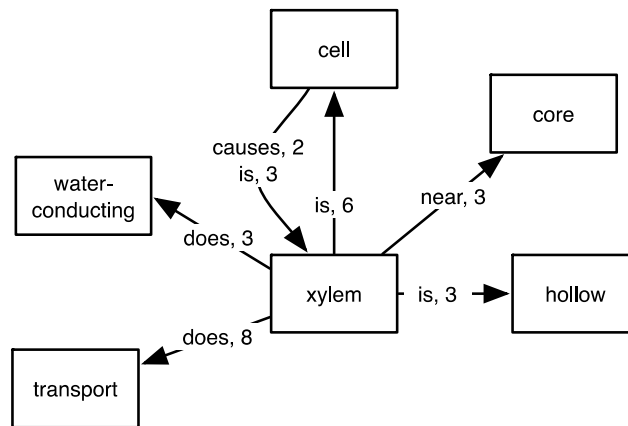 cell
core
causes, 2
is, 3
water-
conducting
is, 6
near, 3
does, 3
xylem
is, 3
hollow
does, 8
transport